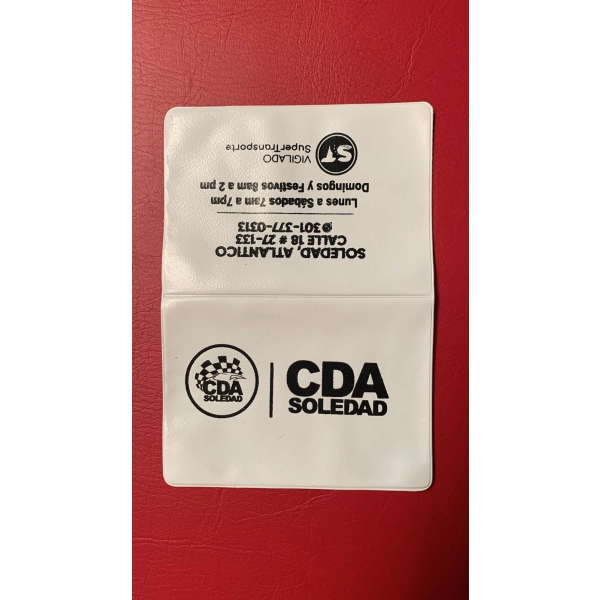 SOLEDAD, ATLANTICO
CALLE 18 # 27-133
301-377-0313
Lunes a Sábados 7am a 7pm
Domingos y Festivos 8am a 2 pm
ST
VIGILADO
SuperTransporte
CDA
SOLEDAD
CDA
SOLEDAD